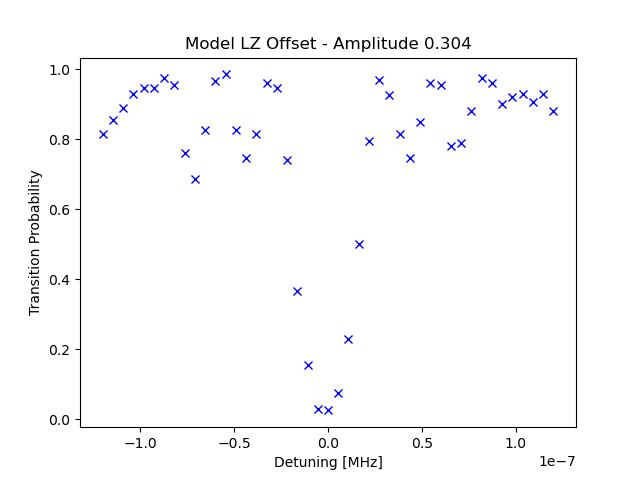 Model LZ Offset - Amplitude 0.304
Transition Probability
1.0
0.8
0.6
0.4
0.2
0.0
−1.0 −0.5 0.0 0.5 1.0
1e−7
Detuning [MHz]